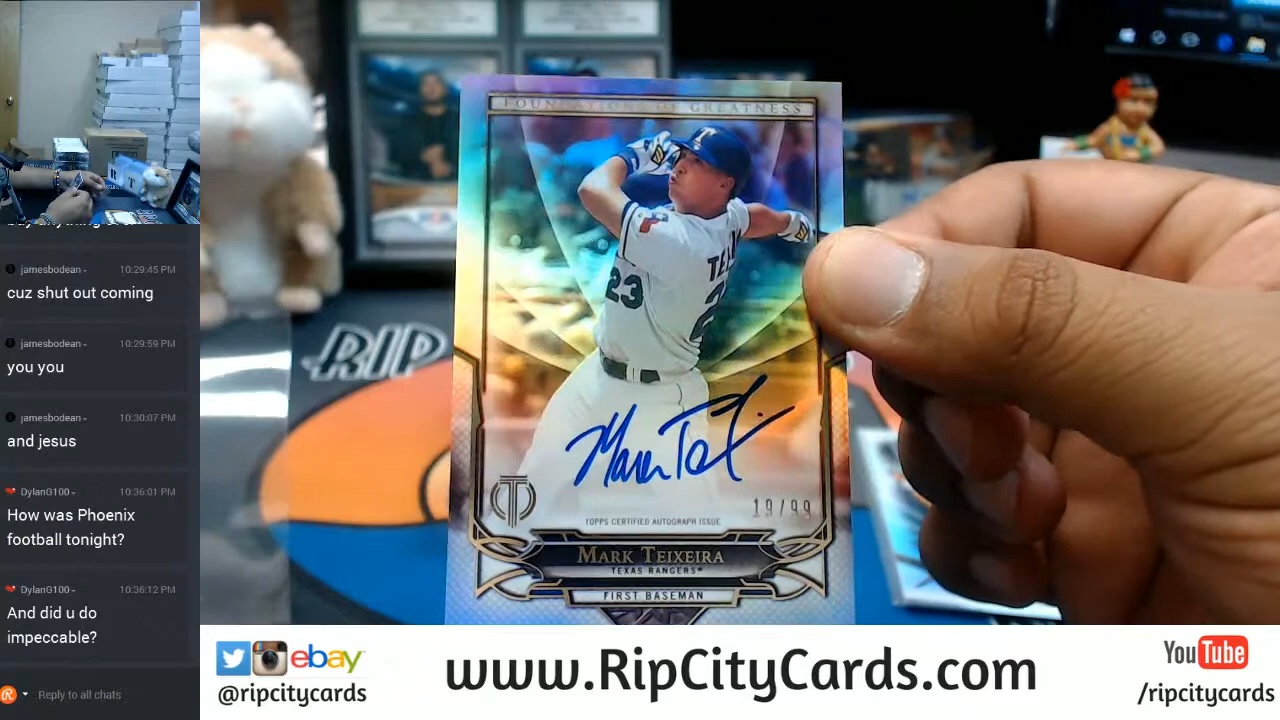 jamesbodean 10:29:45 PM
cuz shut out coming
jamesbodean 10:29:59 PM
you you
jamesbodean 10:30:07 PM
and jesus
DylanG100 10:36:01 PM
How was Phoenix
football tonight?
DylanG100 10:36:12 PM
And did u do
impeccable?
Reply to all chats
FOUNDATIONS OF GREATNESS
T
23
RIP
Mark Tei
19/99
TOPPS CERTIFIED AUTOGRAPH ISSUE
MARK TEIXEIRA
TEXAS RANGERS®
FIRST BASEMAN
ebay
@ripcitycards
www.RipCityCards.com
YouTube
/ripcitycards